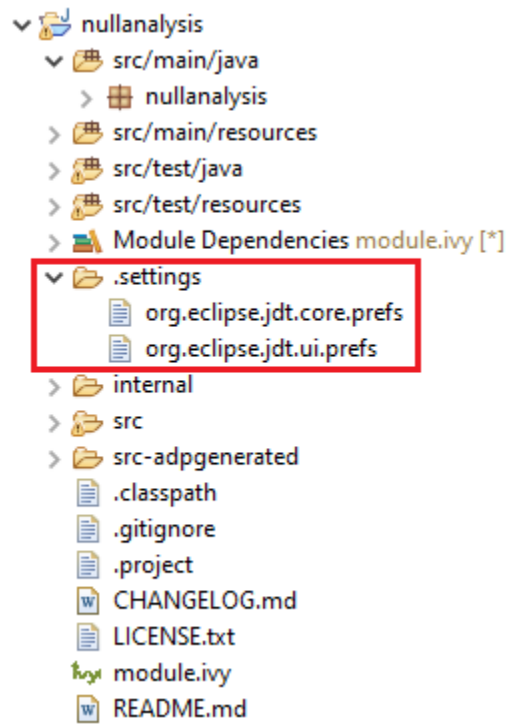 nullanalysis
src/main/java
nullanalysis
src/main/resources
src/test/java
src/test/resources
Module Dependencies module.ivy [*]
.settings
org.eclipse.jdt.core.prefs
org.eclipse.jdt.ui.prefs
internal
src
src-adpgenerated
.classpath
.gitignore
.project
CHANGELOG.md
LICENSE.txt
module.ivy
README.md